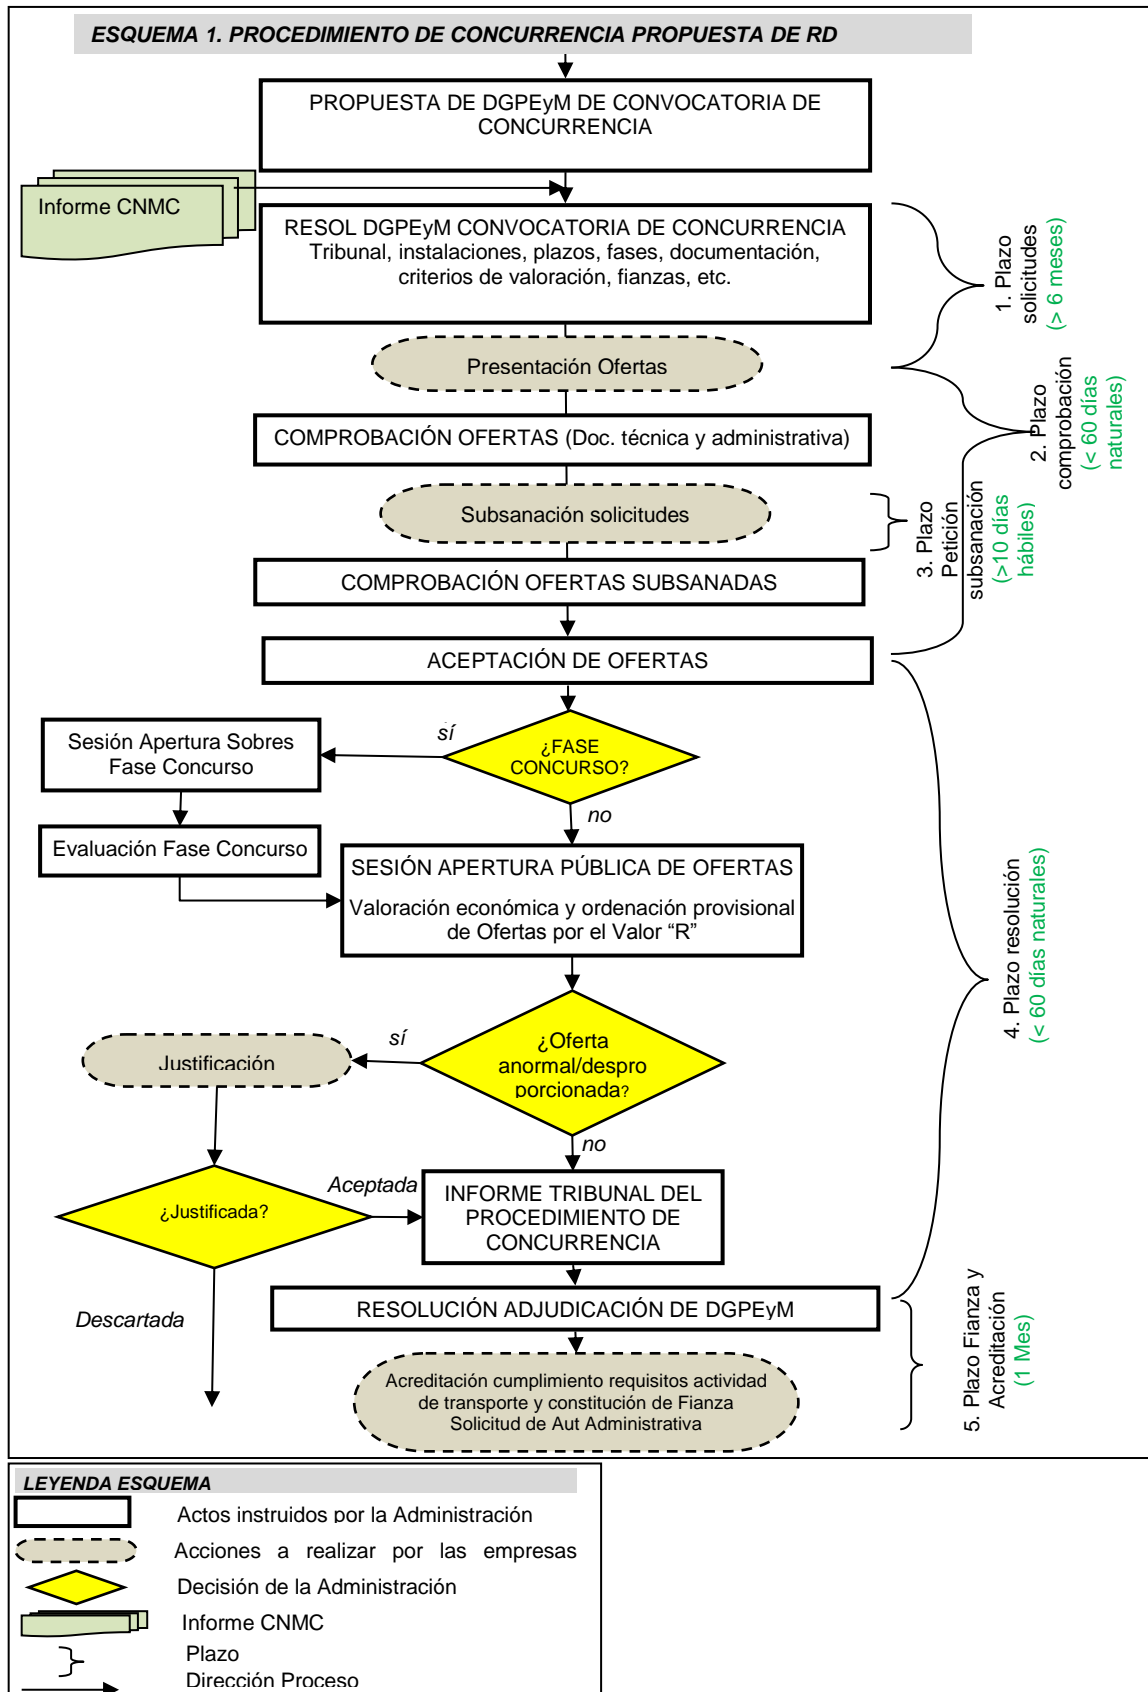 ESQUEMA 1. PROCEDIMIENTO DE CONCURRENCIA PROPUESTA DE RD
PROPUESTA DE DGPEyM DE CONVOCATORIA DE
CONCURRENCIA
Informe CNMC
RESOL DGPEyM CONVOCATORIA DE CONCURRENCIA
Tribunal, instalaciones, plazos, fases, documentación,
criterios de valoración, fianzas, etc.
1. Plazo
solicitudes
(> 6 meses)
Presentación Ofertas
COMPROBACIÓN OFERTAS (Doc. técnica y administrativa)
2. Plazo
comprobación
(< 60 días
naturales)
Subsanación solicitudes
3. Plazo
Petición
subsanación
(>10 días
hábiles)
COMPROBACIÓN OFERTAS SUBSANADAS
ACEPTACIÓN DE OFERTAS
¿FASE
CONCURSO?
sí
no
Sesión Apertura Sobres
Fase Concurso
Evaluación Fase Concurso
SESIÓN APERTURA PÚBLICA DE OFERTAS
Valoración económica y ordenación provisional
de Ofertas por el Valor “R”
4. Plazo resolución
(< 60 días naturales)
¿Oferta
anormal/despro
porcionada?
sí
no
Justificación
¿Justificada?
Aceptada
Descartada
INFORME TRIBUNAL DEL
PROCEDIMIENTO DE
CONCURRENCIA
RESOLUCIÓN ADJUDICACIÓN DE DGPEyM
Acreditación cumplimiento requisitos actividad
de transporte y constitución de Fianza
Solicitud de Aut Administrativa
5. Plazo Fianza y
Acreditación
(1 Mes)
LEYENDA ESQUEMA
Actos instruidos por la Administración
Acciones a realizar por las empresas
Decisión de la Administración
Informe CNMC
Plazo
Dirección Proceso